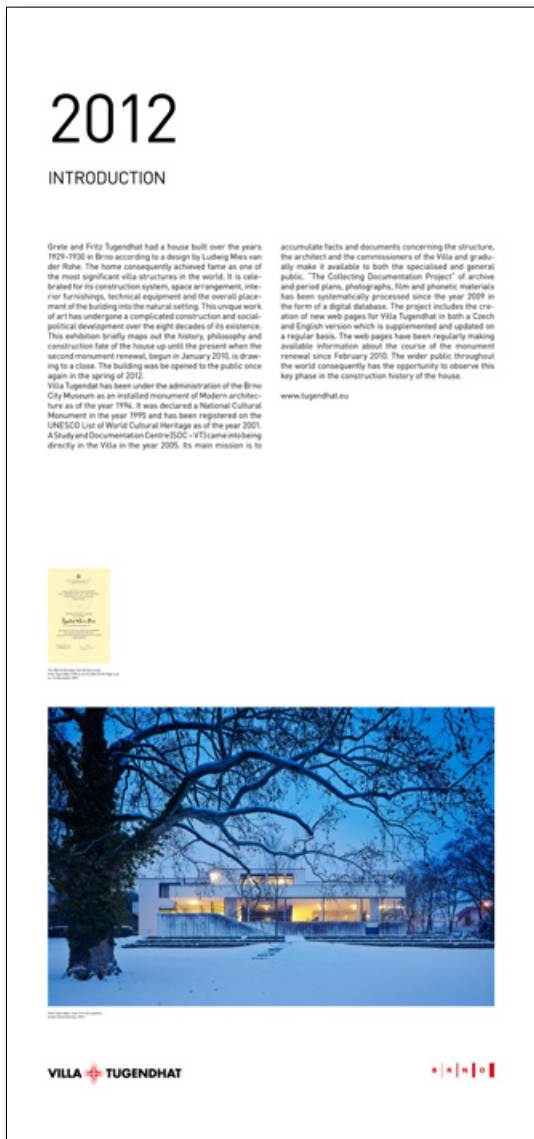 2012
INTRODUCTION
Grete and Fritz Tugendhat had a house built over the years
1929–1930 in Brno according to a design by Ludwig Mies van
der Rohe. The home consequently achieved fame as one of
the most significant villa structures in the world. It is cele-
brated for its construction system, space arrangement, inte-
rior furnishings, technical equipment and the overall place-
ment of the building into the natural setting. This unique work
of art has undergone a complicated construction and social-
political development over the eight decades of its existence.
This exhibition briefly maps out the history, philosophy and
construction fate of the house up until the present when the
second monument renewal, begun in January 2010, is draw-
ing to a close. The building was opened to the public once
again in the spring of 2012.
Villa Tugendat has been under the administration of the Brno
City Museum as an installed monument of Modern architec-
ture as of the year 1994. It was declared a National Cultural
Monument in the year 1995 and has been registered on the
UNESCO List of World Cultural Heritage as of the year 2001.
A Study and Documentation Centre (SDC – VT) came into being
directly in the Villa in the year 2005. Its main mission is to
accumulate facts and documents concerning the structure,
the architect and the commissioners of the Villa and gradu-
ally make it available to both the specialised and general
public. "The Collecting Documentation Project" of archive
and period plans, photographs, film and phonetic materials
has been systematically processed since the year 2009 in
the form of a digital database. The project includes the cre-
ation of new web pages for Villa Tugendhat in both a Czech
and English version which is supplemented and updated on
a regular basis. The web pages have been regularly making
available information about the course of the monument
renewal since February 2010. The wider public throughout
the world consequently has the opportunity to observe this
key phase in the construction history of the house.
www.tugendhat.eu
VILLA TUGENDHAT
B R N O